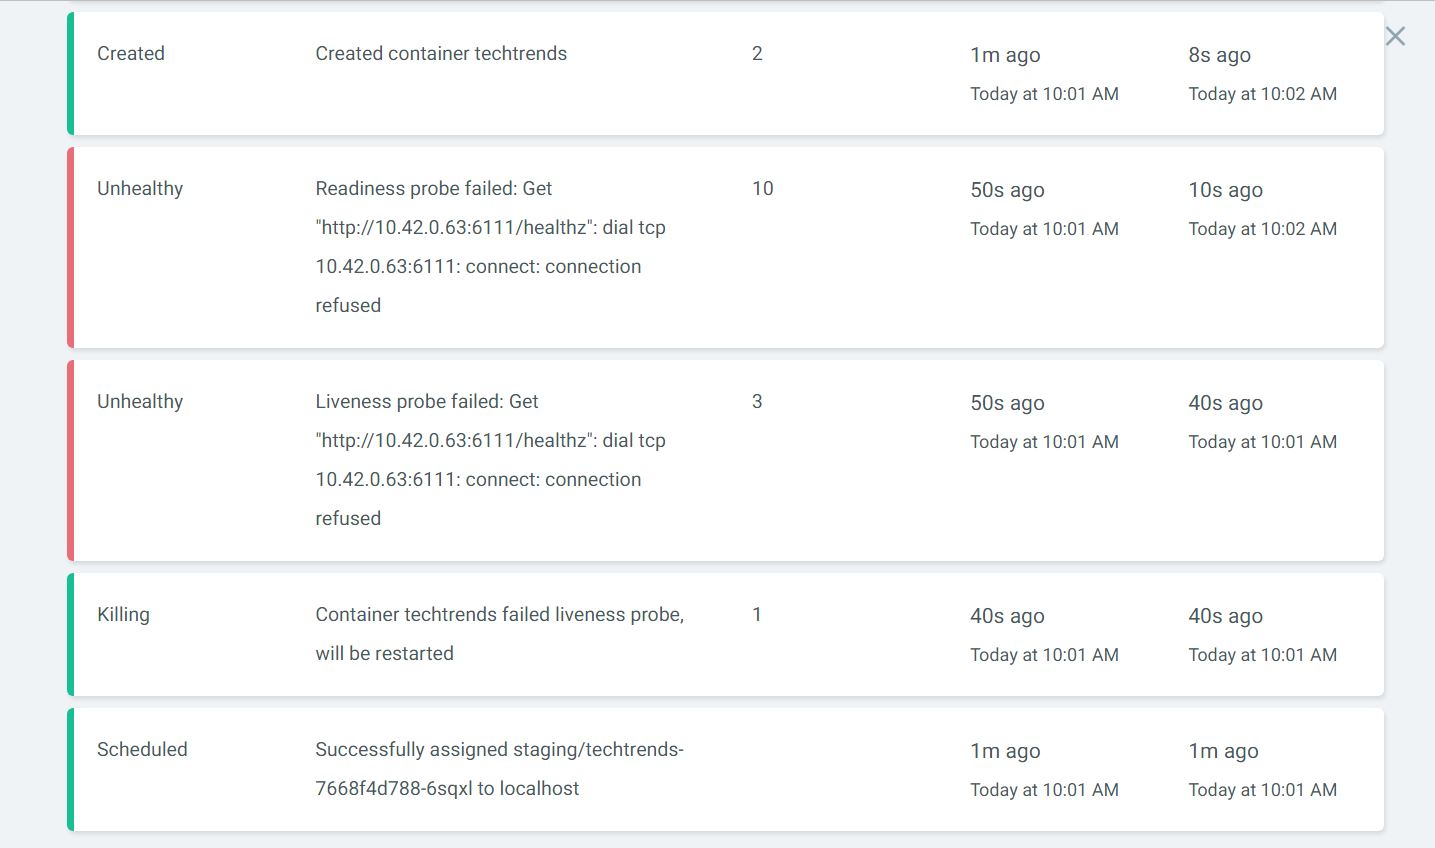 Created
Created container techtrends
2
1m ago
8s ago
Today at 10:01 AM
Today at 10:02 AM
Unhealthy
Readiness probe failed: Get
"http://10.42.0.63:6111/healthz": dial tcp
10.42.0.63:6111: connect: connection
refused
10
50s ago
10s ago
Today at 10:01 AM
Today at 10:02 AM
Unhealthy
Liveness probe failed: Get
"http://10.42.0.63:6111/healthz": dial tcp
10.42.0.63:6111: connect: connection
refused
3
50s ago
40s ago
Today at 10:01 AM
Today at 10:01 AM
Killing
Container techtrends failed liveness probe,
will be restarted
1
40s ago
40s ago
Today at 10:01 AM
Today at 10:01 AM
Scheduled
Successfully assigned staging/techtrends-
7668f4d788-6sqxl to localhost
1m ago
1m ago
Today at 10:01 AM
Today at 10:01 AM